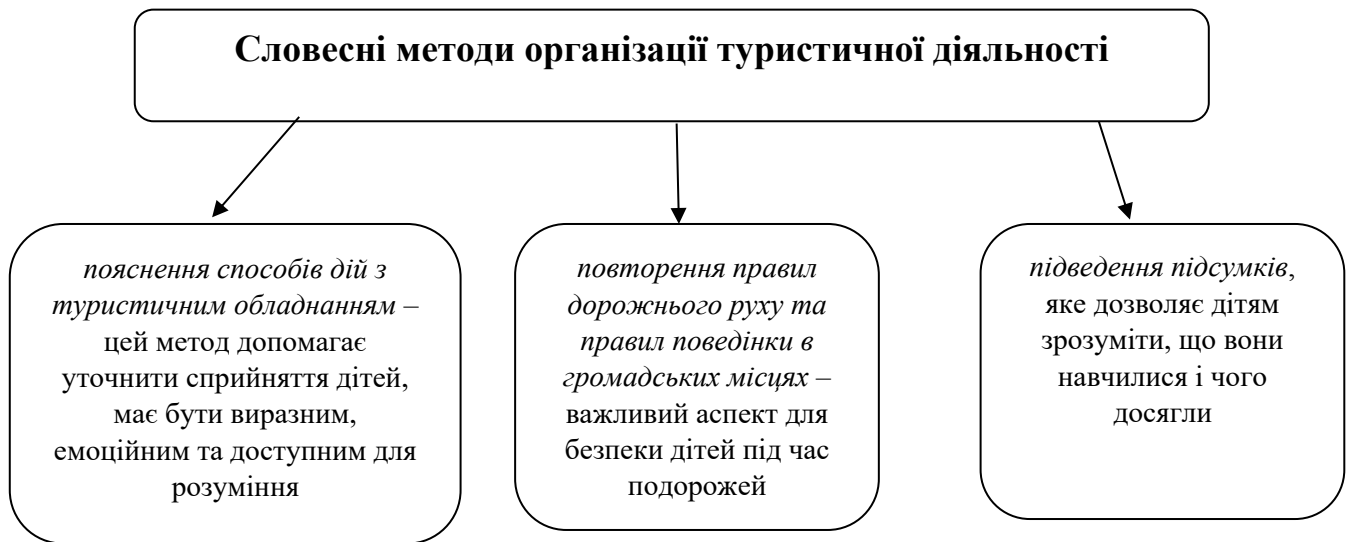 Словесні методи організації туристичної діяльності
пояснення способів дій з
туристичним обладнанням –
цей метод допомагає
уточнити сприйняття дітей,
має бути виразним,
емоційним та доступним для
розуміння
повторення правил
дорожнього руху та
правил поведінки в
громадських місцях –
важливий аспект для
безпеки дітей під час
подорожей
підведення підсумків,
яке дозволяє дітям
зрозуміти, що вони
навчилися і чого
досягли